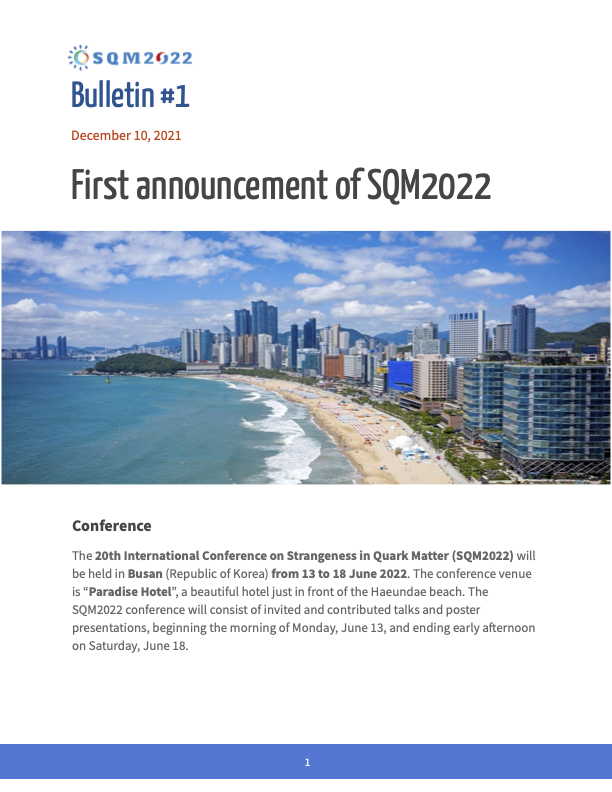 SQM2022
Bulletin #1
December 10, 2021
First announcement of SQM2022
Conference
The 20th International Conference on Strangeness in Quark Matter (SQM2022) will
be held in Busan (Republic of Korea) from 13 to 18 June 2022. The conference venue
is “Paradise Hotel”, a beautiful hotel just in front of the Haeundae beach. The
SQM2022 conference will consist of invited and contributed talks and poster
presentations, beginning the morning of Monday, June 13, and ending early afternoon
on Saturday, June 18.
1